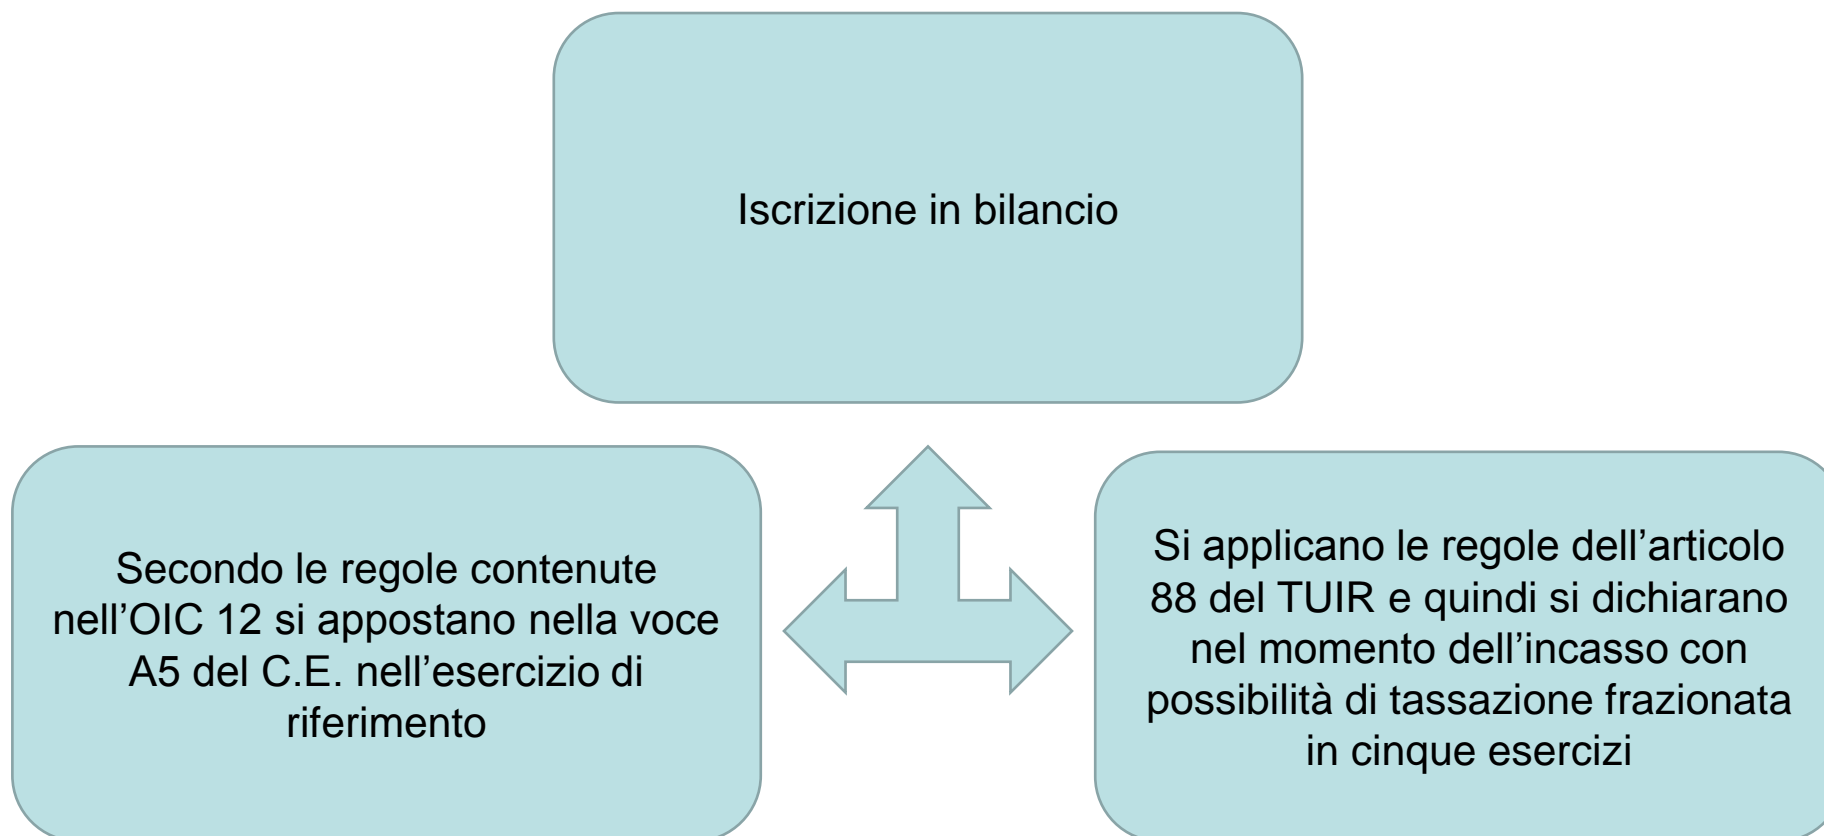 Iscrizione in bilancio
Secondo le regole contenute
nell’OIC 12 si appostano nella voce
A5 del C.E. nell’esercizio di
riferimento
Si applicano le regole dell’articolo
88 del TUIR e quindi si dichiarano
nel momento dell’incasso con
possibilità di tassazione frazionata
in cinque esercizi